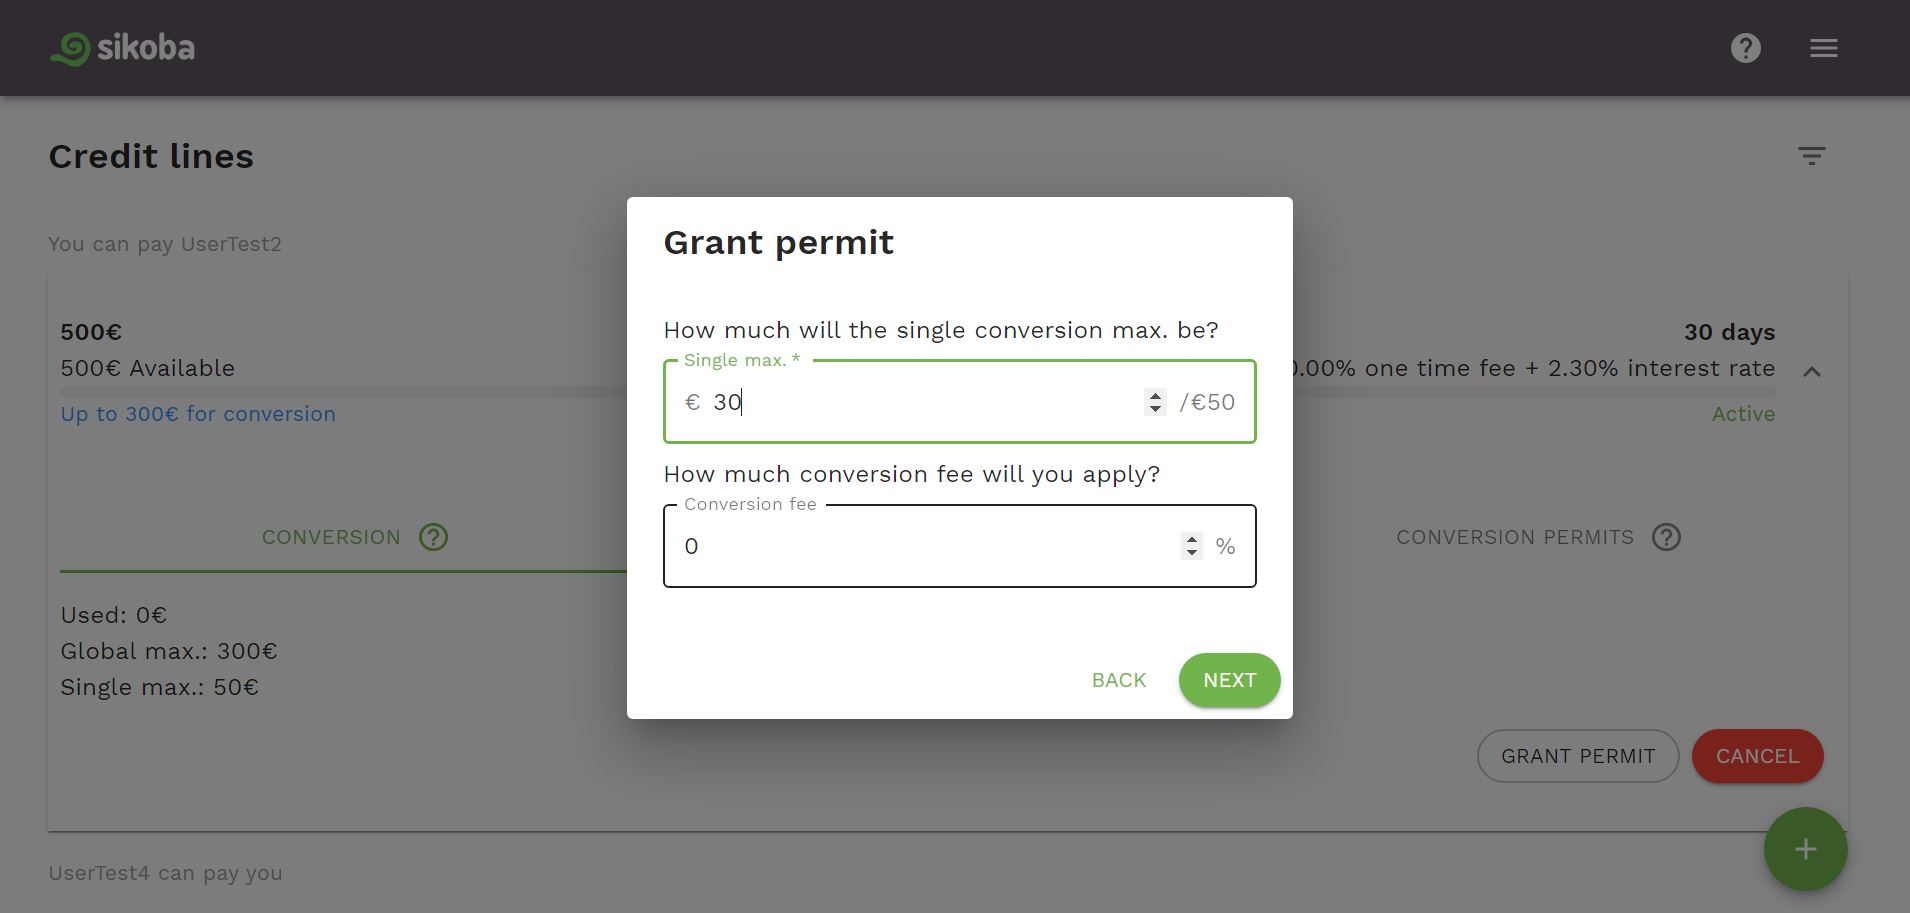 sikoba
Credit lines
You can pay UserTest2
500€
30 days
500€ Available
0.00% one time fee + 2.30% interest rate
Up to 300€ for conversion
Active
CONVERSION
CONVERSION PERMITS
Used: 0€
Global max.: 300€
Single max.: 50€
GRANT PERMIT
CANCEL
UserTest4 can pay you
Grant permit
How much will the single conversion max. be?
Single max. *
€ 30 /€50
How much conversion fee will you apply?
Conversion fee
0 %
BACK
NEXT